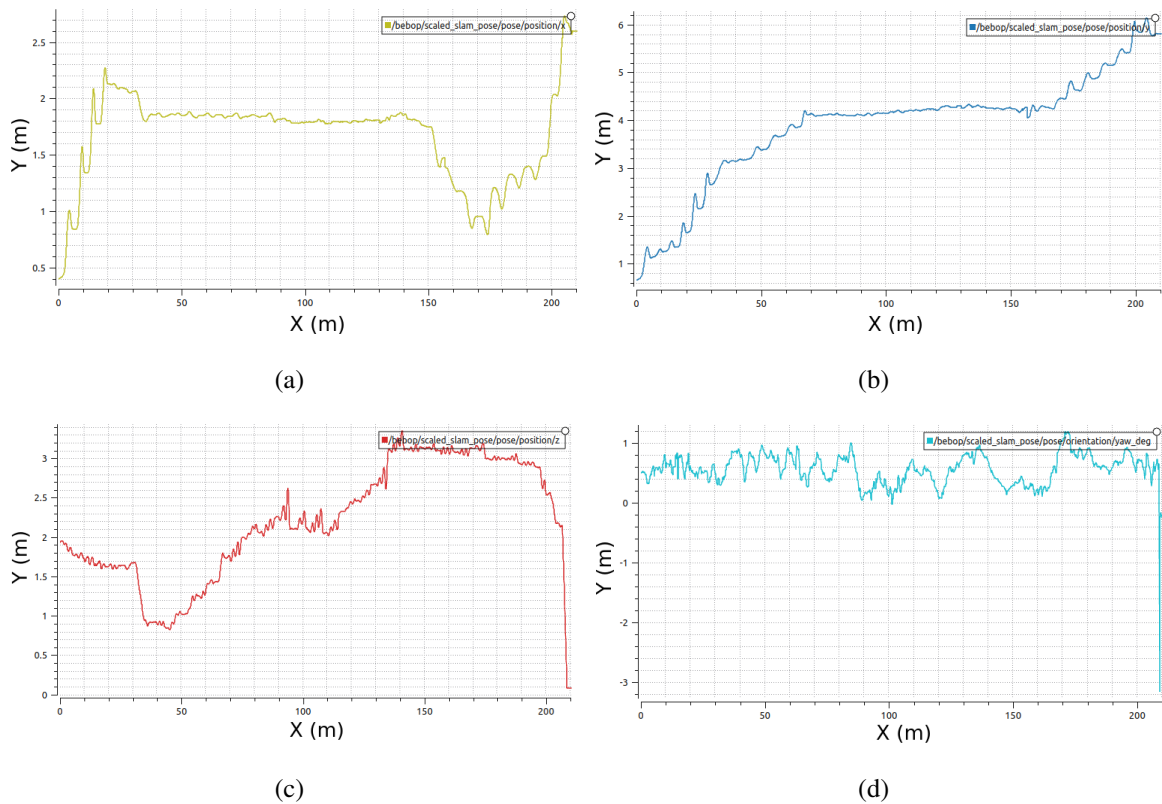 /bebop/scaled_slam_pose/pose/position/x
2.5
2
1.5
1
0.5
Y (m)
0 50 100 150 200
X (m)
(a)
/bebop/scaled_slam_pose/pose/position/y
6
5
4
3
2
1
Y (m)
0 50 100 150 200
X (m)
(b)
/bebop/scaled_slam_pose/pose/position/z
3
2.5
2
1.5
1
0.5
0
Y (m)
0 50 100 150 200
X (m)
(c)
/bebop/scaled_slam_pose/pose/orientation/yaw_deg
1
0
-1
-2
-3
Y (m)
0 50 100 150 200
X (m)
(d)